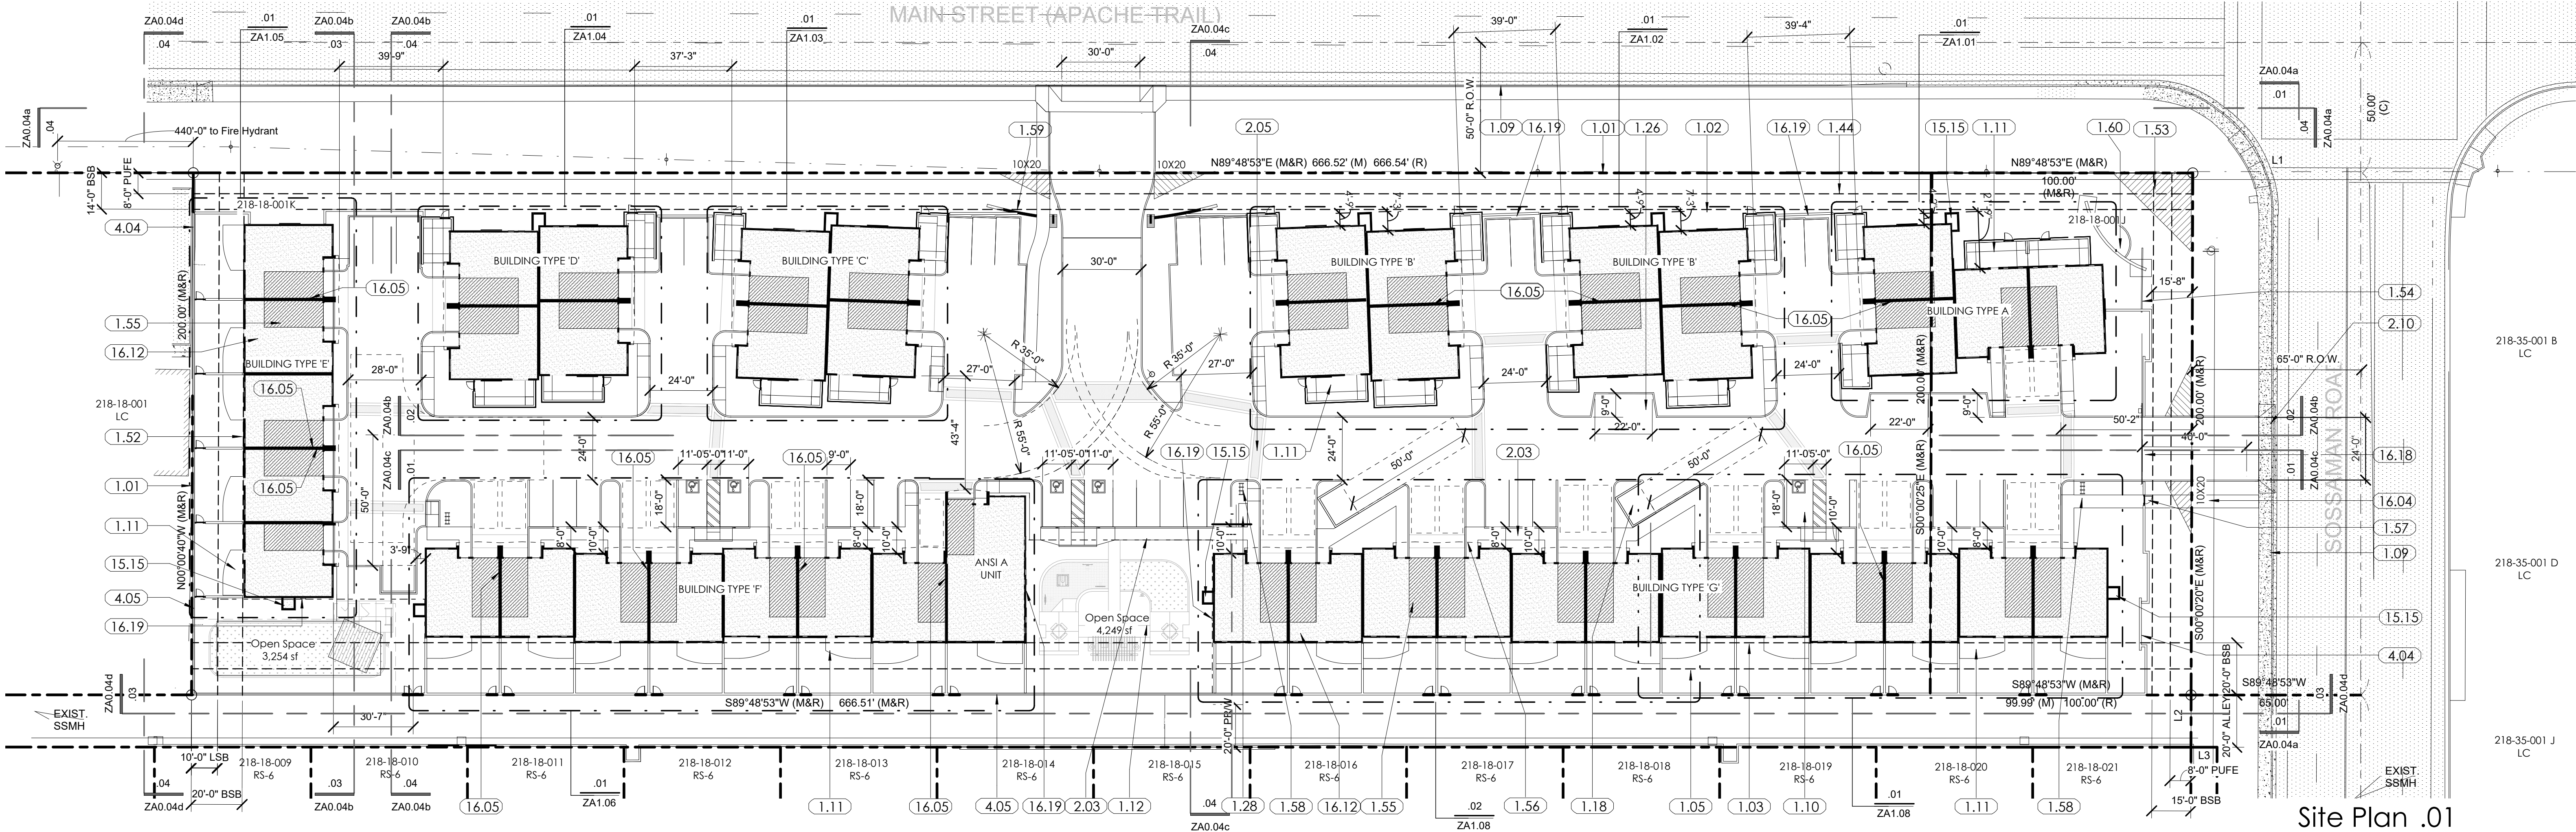 MAIN STREET (APACHE TRAIL)
ZA0.04d
.04
.01
ZA1.05
ZA0.04b
.03
ZA0.04b
.04
.01
ZA1.04
.01
ZA1.03
ZA0.04c
.04
.01
ZA1.02
.01
ZA1.01
39'-9"
37'-3"
30'-0"
39'-0"
39'-4"
50'-0" R.O.W.
ZA0.04a
.01
50.00'
(C)
ZA0.04a
.04
440'-0" to Fire Hydrant
1.59
2.05
1.09
16.19
1.01
1.26
1.02
16.19
1.44
15.15
1.11
1.60
1.53
ZA0.04a
.04
10X20
10X20
N89°48'53"E (M&R) 666.52' (M) 666.54' (R)
N89°48'53"E (M&R)
100.00'
(M&R)
L1
14'-0" BSB
8'-0" PUFE
218-18-001K
218-18-001J
4.04
200.00' (M&R)
BUILDING TYPE 'D'
BUILDING TYPE 'C'
30'-0"
BUILDING TYPE 'B'
BUILDING TYPE 'B'
BUILDING TYPE A
16.05
16.05
16.05
15'-8"
1.54
1.55
2.10
16.12
BUILDING TYPE 'E'
R 35'-0"
R 35'-0"
65'-0" R.O.W.
218-35-001 B
LC
28'-0"
24'-0"
27'-0"
27'-0"
24'-0"
24'-0"
200.00' (M&R)
200.00' (M&R)
218-18-001
LC
16.05
ZA0.04b
.02
R 55'-0"
R 55'-0"
9'-0"
22'-0"
9'-0"
22'-0"
50'-2"
40'-0"
SOSSAMAN ROAD
.02
ZA0.04b
1.52
24'-0"
43'-4"
24'-0"
24'-0"
16.05
16.05
16.19
15.15
1.11
2.03
16.05
ZA0.04c
.01
11'-0"
5'-0"
11'-0"
9'-0"
11'-0"
5'-0"
11'-0"
50'-0"
50'-0"
11'-0"
5'-0"
.01
ZA0.04c
16.18
1.01
16.05
50'-0"
18'-0"
18'-0"
18'-0"
10X20
16.04
1.11
N00°00'40"W (M&R)
8'-0"
10'-0"
8'-0"
10'-0"
10'-0"
8'-0"
10'-0"
10'-0"
10'-0"
8'-0"
S00°00'25"E (M&R)
1.57
3'-9"
1.09
15.15
ANSI A
UNIT
218-35-001 D
LC
BUILDING TYPE 'F'
BUILDING TYPE 'G'
4.05
S00°00'20"E (M&R)
15.15
16.19
Open Space
3,254 sf
Open Space
4,249 sf
4.04
ZA0.04d
.03
S89°48'53"W (M&R) 666.51' (M&R)
S89°48'53"W (M&R)
99.99' (M) 100.00' (R)
20'-0" BSB
20'-0" ALLEY
S89°48'53"W
65.00'
.03
ZA0.04d
EXIST.
SSMH
30'-7"
20'-0" PR/W
L2
.01
ZA0.04a
L3
10'-0" LSB
20'-0" BSB
218-18-009
RS-6
218-18-010
RS-6
218-18-011
RS-6
218-18-012
RS-6
218-18-013
RS-6
218-18-014
RS-6
218-18-015
RS-6
218-18-016
RS-6
218-18-017
RS-6
218-18-018
RS-6
218-18-019
RS-6
218-18-020
RS-6
218-18-021
RS-6
8'-0" PUFE
15'-0" BSB
218-35-001 J
LC
EXIST.
SSMH
.04
ZA0.04d
.03
ZA0.04b
.04
ZA0.04b
16.05
.01
ZA1.06
1.11
16.05
4.05
16.19
2.03
1.12
.04
ZA0.04c
1.28
1.58
16.12
1.55
.02
ZA1.08
1.56
1.18
1.05
1.03
1.10
.01
ZA1.08
1.11
1.58
Site Plan .01